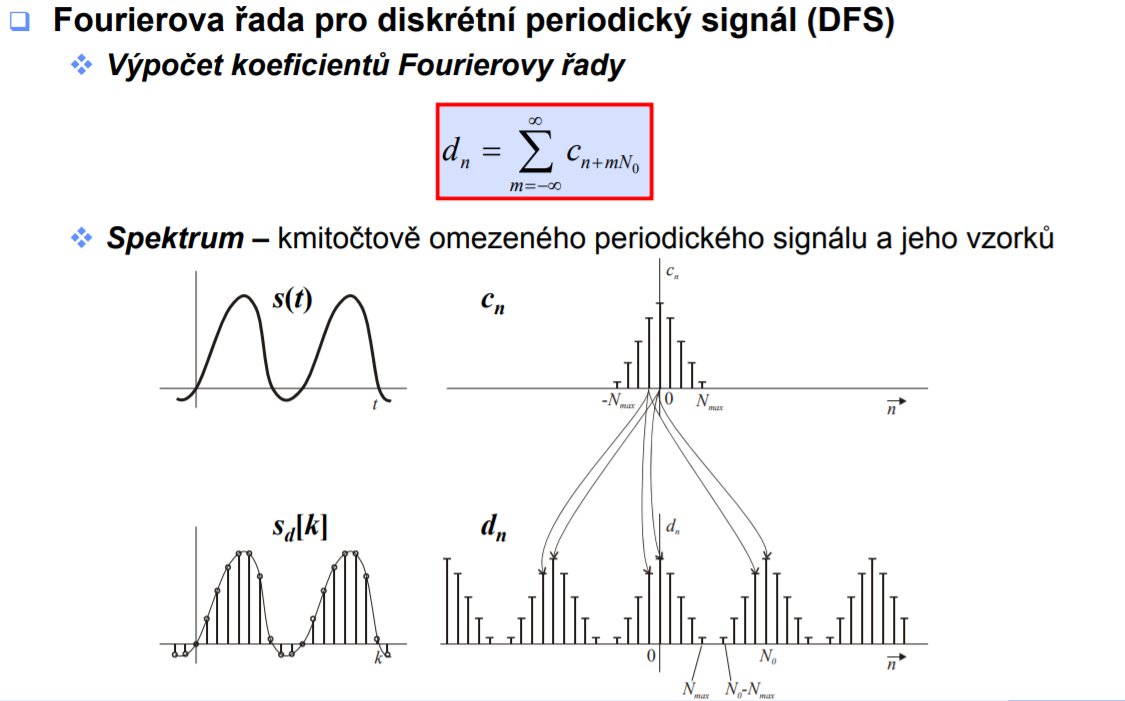 Fourierova řada pro diskrétní periodický signál (DFS)
Výpočet koeficientů Fourierovy řady
d_n = \sum_{m=-∞}^{∞} c_{n+mN_0}
Spektrum – kmitočtově omezeného periodického signálu a jeho vzorků
s(t)
t
c_n
c_n
-N_max
0
N_max
n
s_d[k]
k
d_n
d_n
0
N_0
n
N_max
N_0-N_max